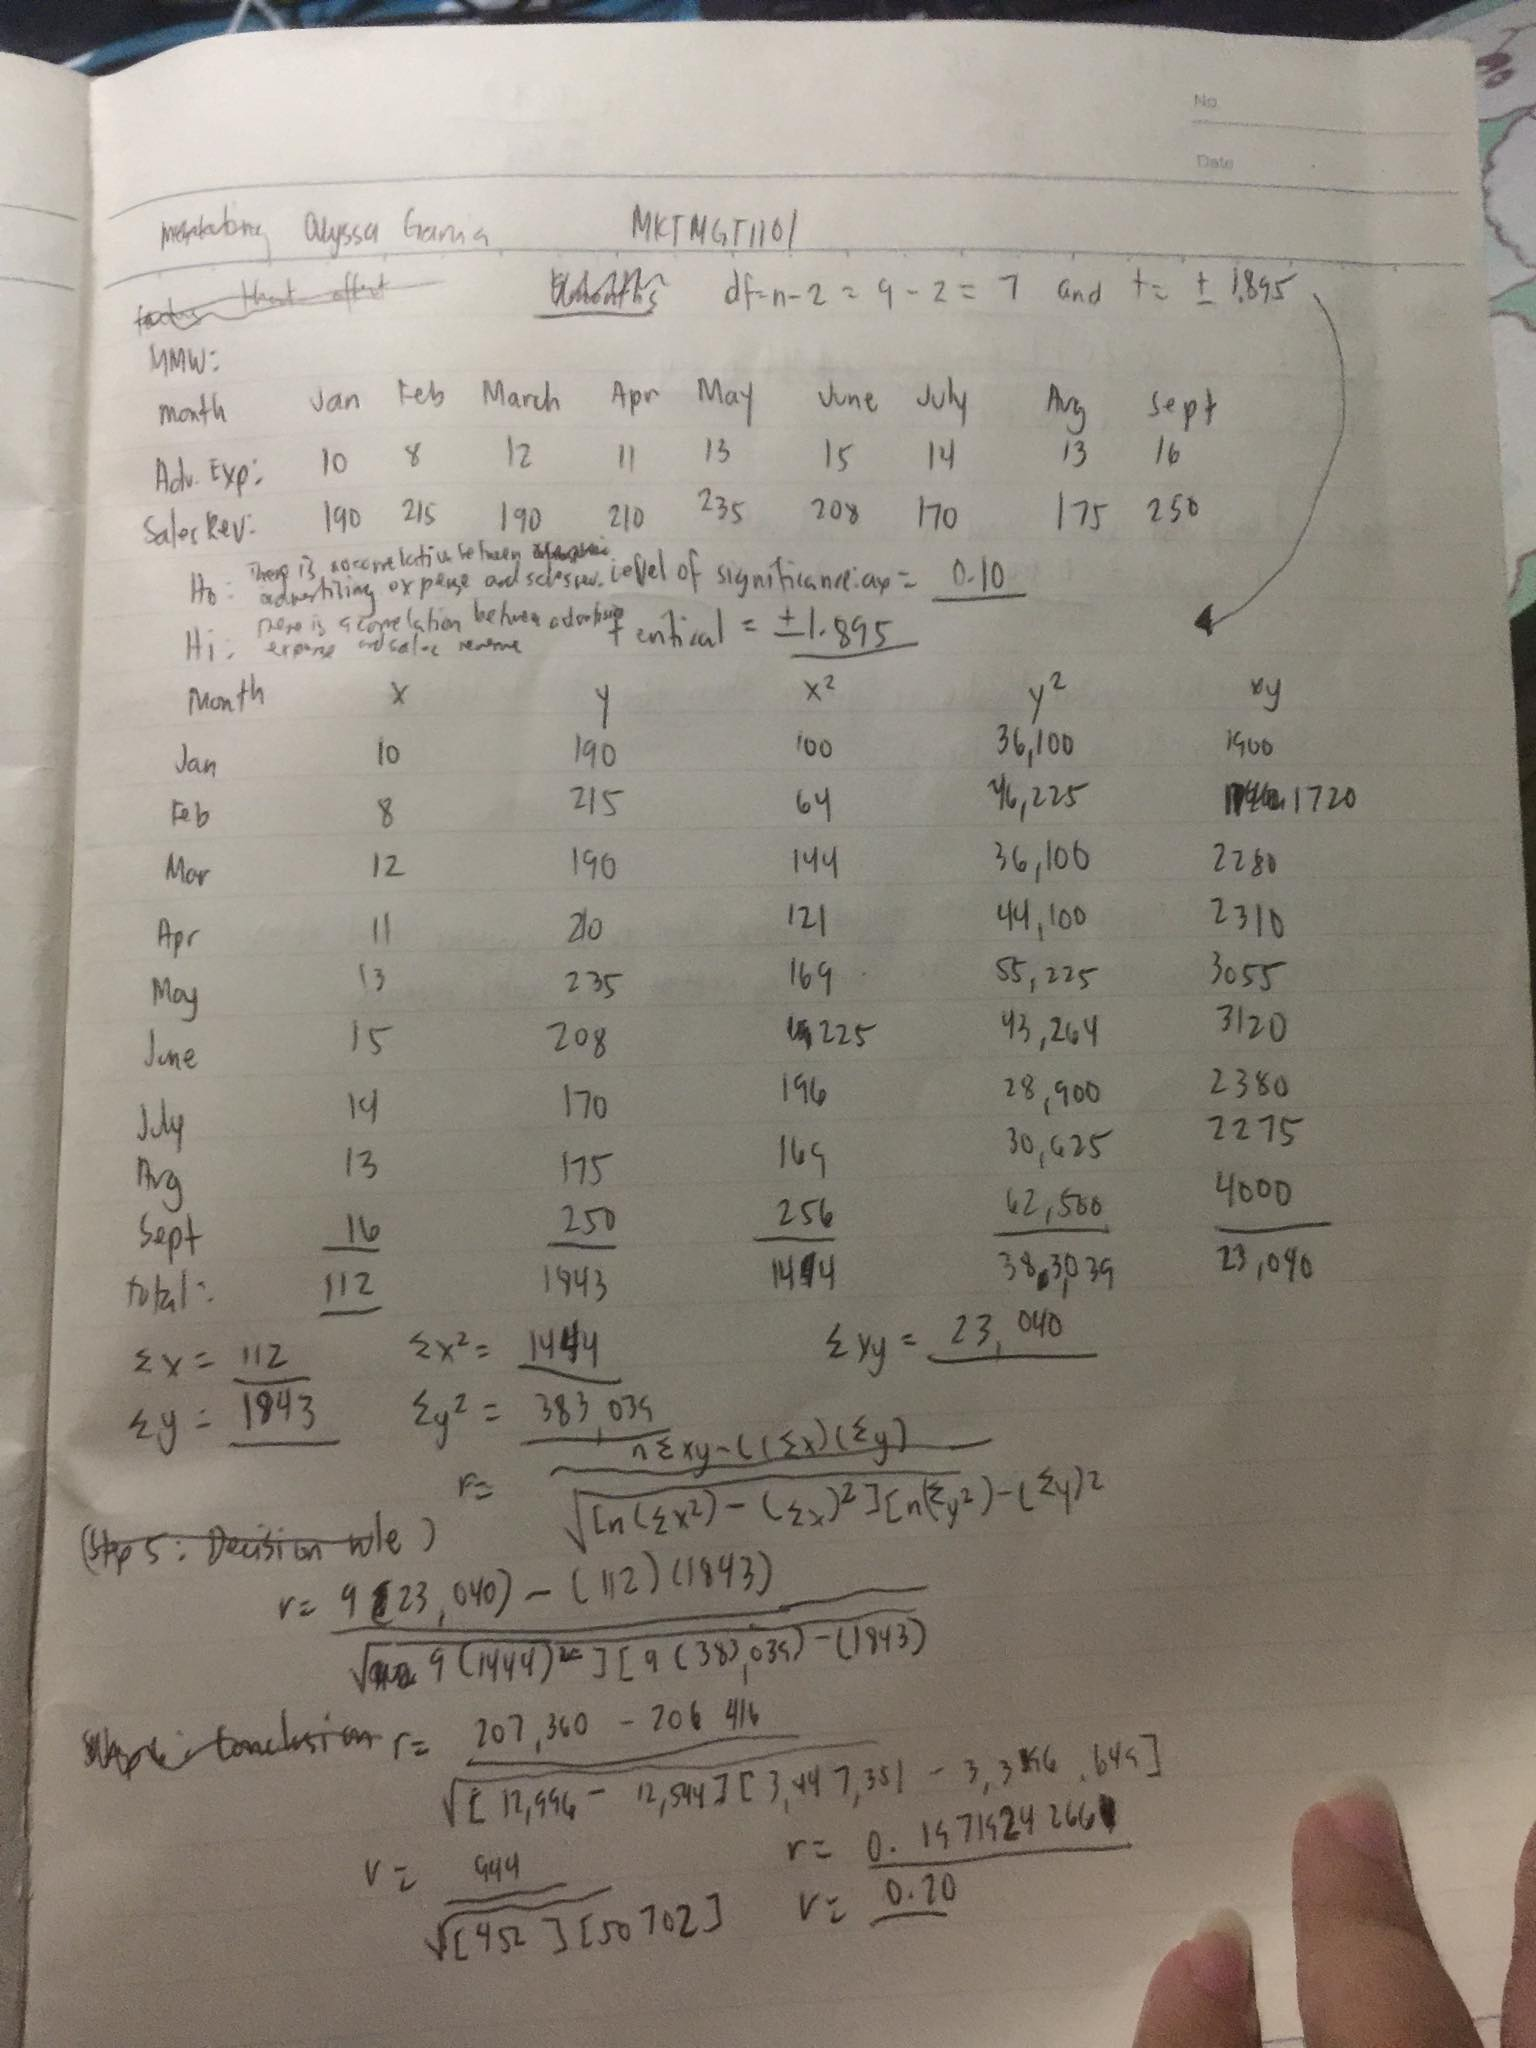 No.
Date
Alyssa MKTMGT1101
that affect df=n-2 = 9-2 = 7 and t= ± 1.895
MMW:
Month Jan Feb March Apr May June July Aug Sept
Adv. Exp: 10 8 12 11 13 15 14 13 16
Sales Rev: 190 215 190 210 235 208 170 175 250
Ho: There is no correlation between
advertising expense and sales rev. level of significance: = 0.10
Hi: There is a correlation between advertising
expense and sale revenue t critical = ±1.895
Month x y x² y² xy
Jan 10 190 100 36,100 1900
Feb 8 215 64 46,225 1720
Mar 12 190 144 36,100 2280
Apr 11 210 121 44,100 2310
May 13 235 169 55,225 3055
June 15 208 225 43,264 3120
July 14 170 196 28,900 2380
Aug 13 175 169 30,625 2275
Sept 16 250 256 62,500 4000
total: 112 1843 1444 383,039 23,040
Σx = 112 Σx² = 1444 Σxy = 23,040
Σy = 1843 Σy² = 383,039
r= nΣxy-((Σx)(Σy)
√[n(Σx²)-(Σx)²][n(Σy²)-(Σy)2
(Step 5: Decision rule)
r= 9(23,040) - (112)(1843)
√ 9(1444) ][9(383,039)-(1843)
Conclusion r= 207,360 - 206 416
√[12,996 - 12,544][3,447,351 - 3,396,649]
r= 944
√[452][50702]
r= 0.1971924266
r= 0.20